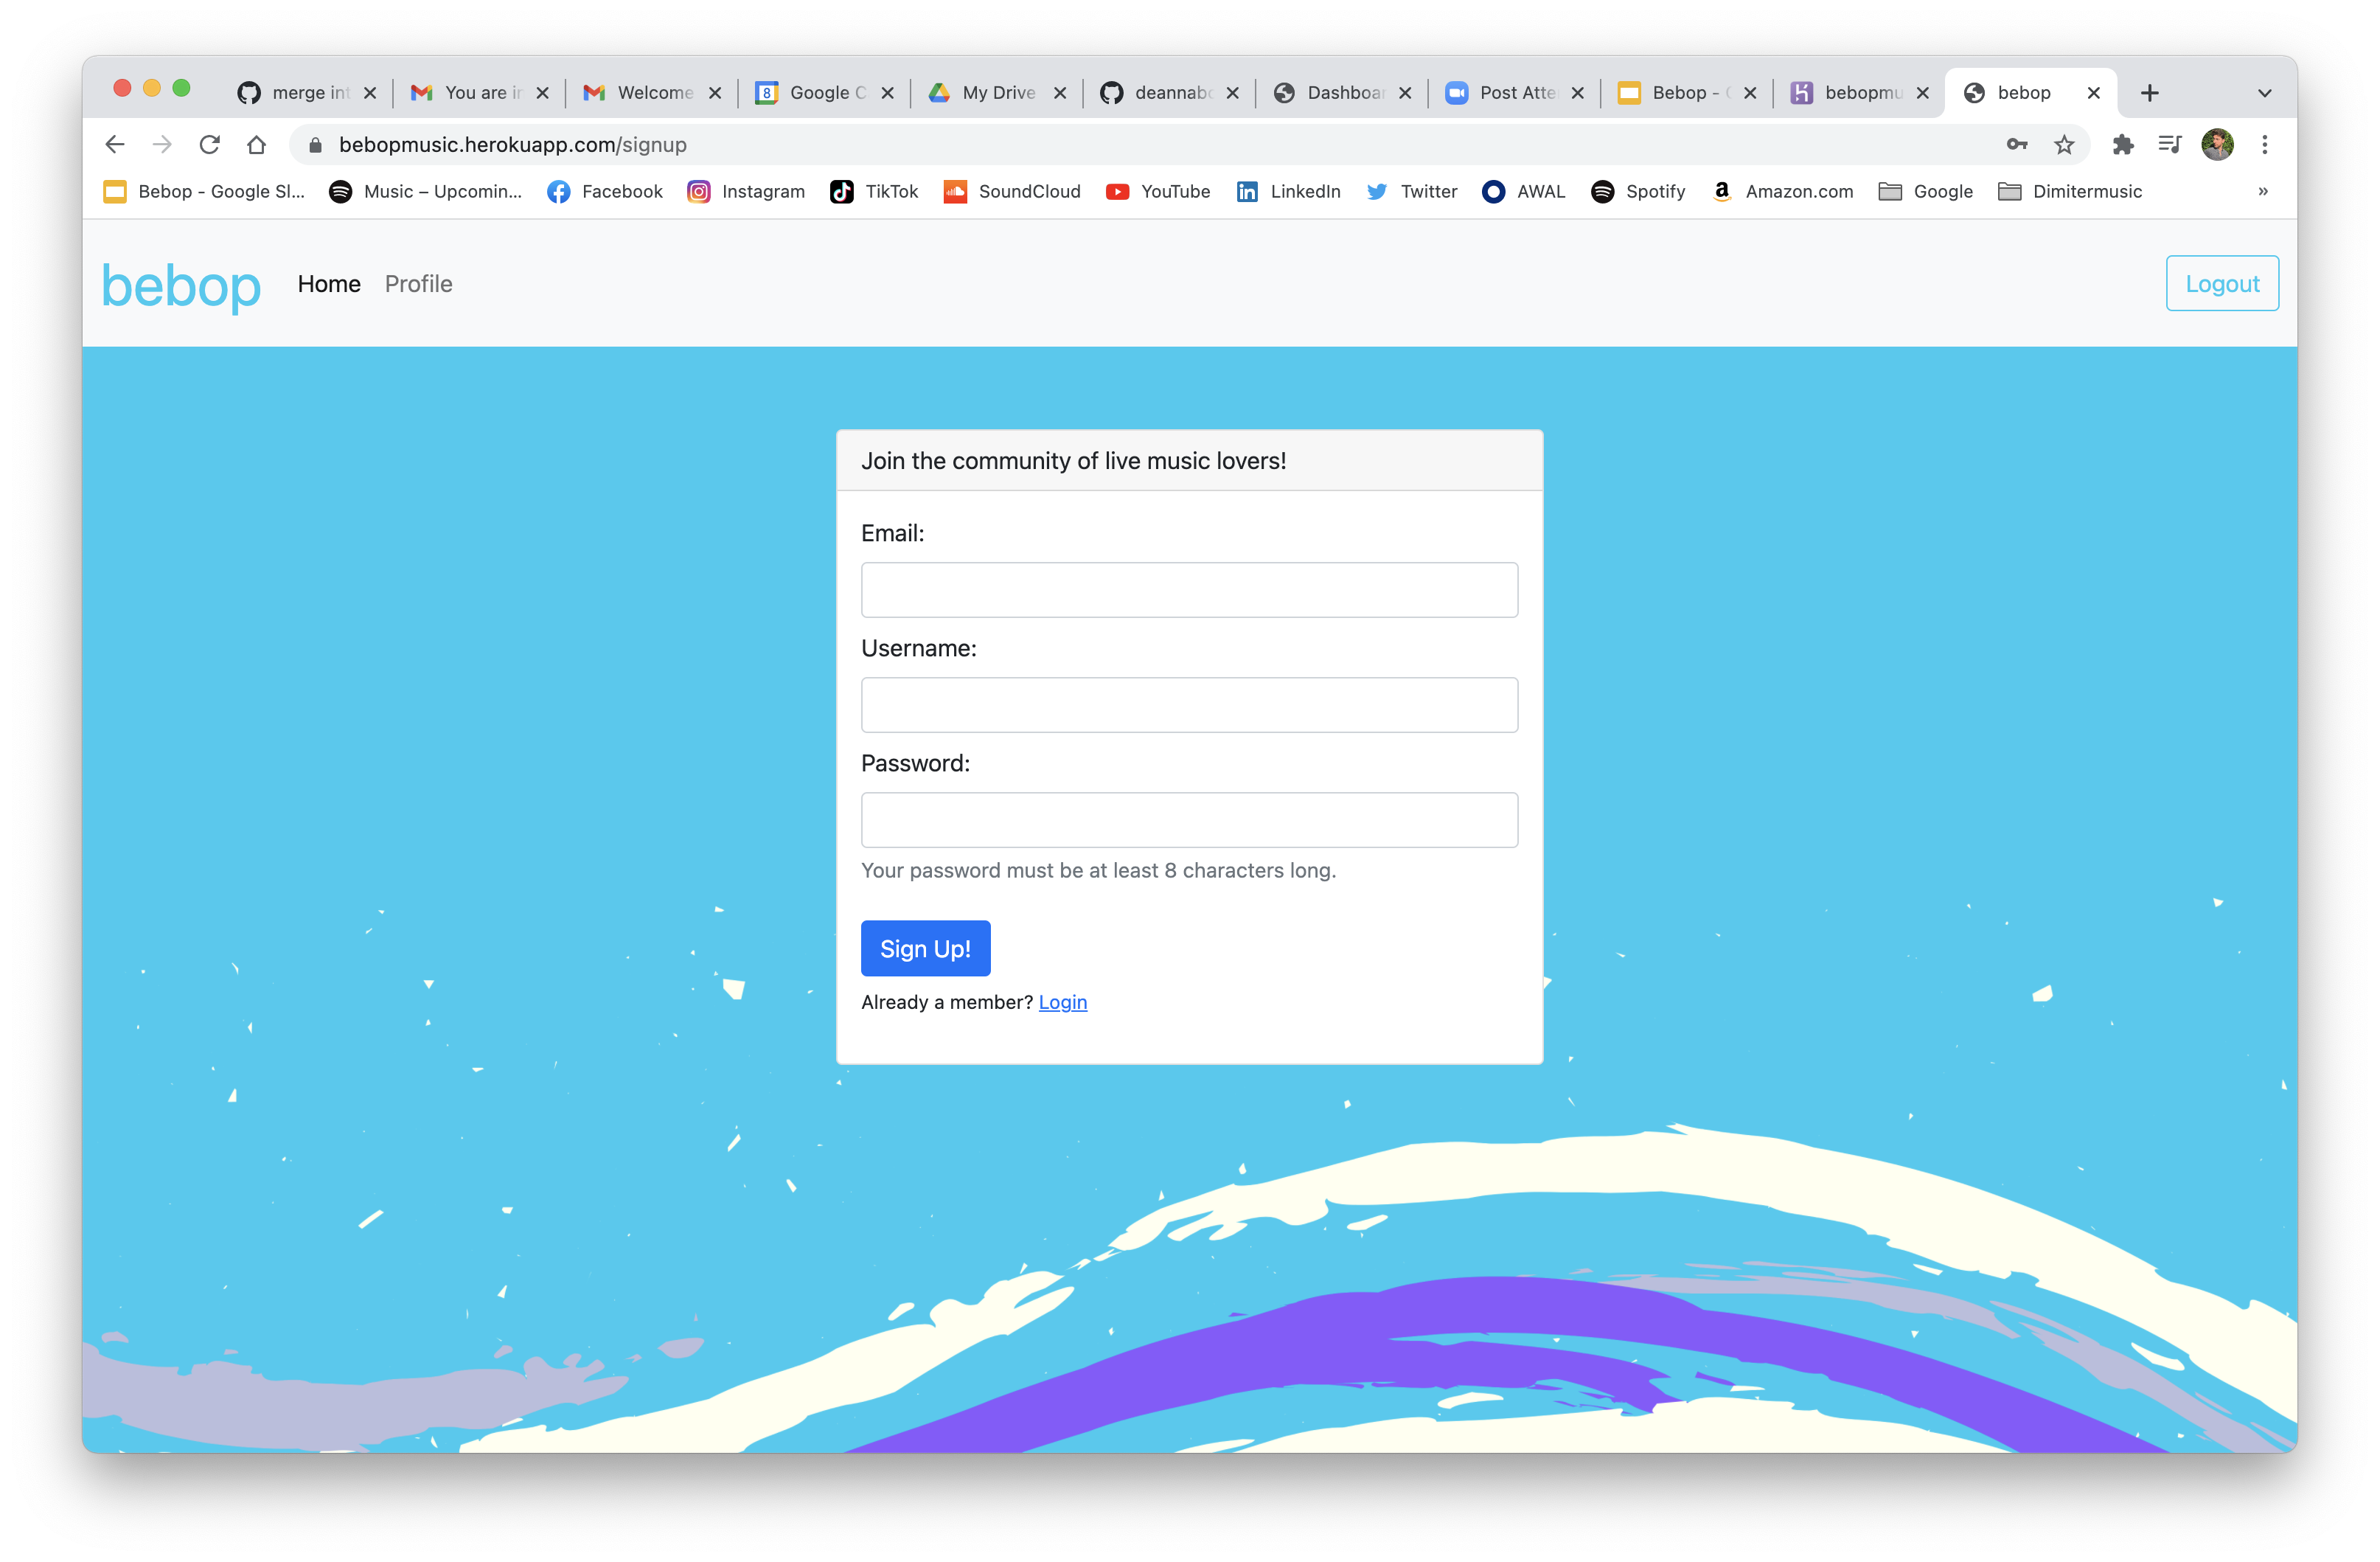 merge int
You are in
Welcome
8
Google C
My Drive
deannabo
Dashboar
Post Atte
Bebop - G
bebopmu
bebop
bebopmusic.herokuapp.com/signup
Bebop - Google Sl...
Music – Upcomin...
Facebook
Instagram
TikTok
SoundCloud
YouTube
LinkedIn
Twitter
AWAL
Spotify
Amazon.com
Google
Dimitermusic
»
bebop
Home
Profile
Logout
Join the community of live music lovers!
Email:
Username:
Password:
Your password must be at least 8 characters long.
Sign Up!
Already a member? Login